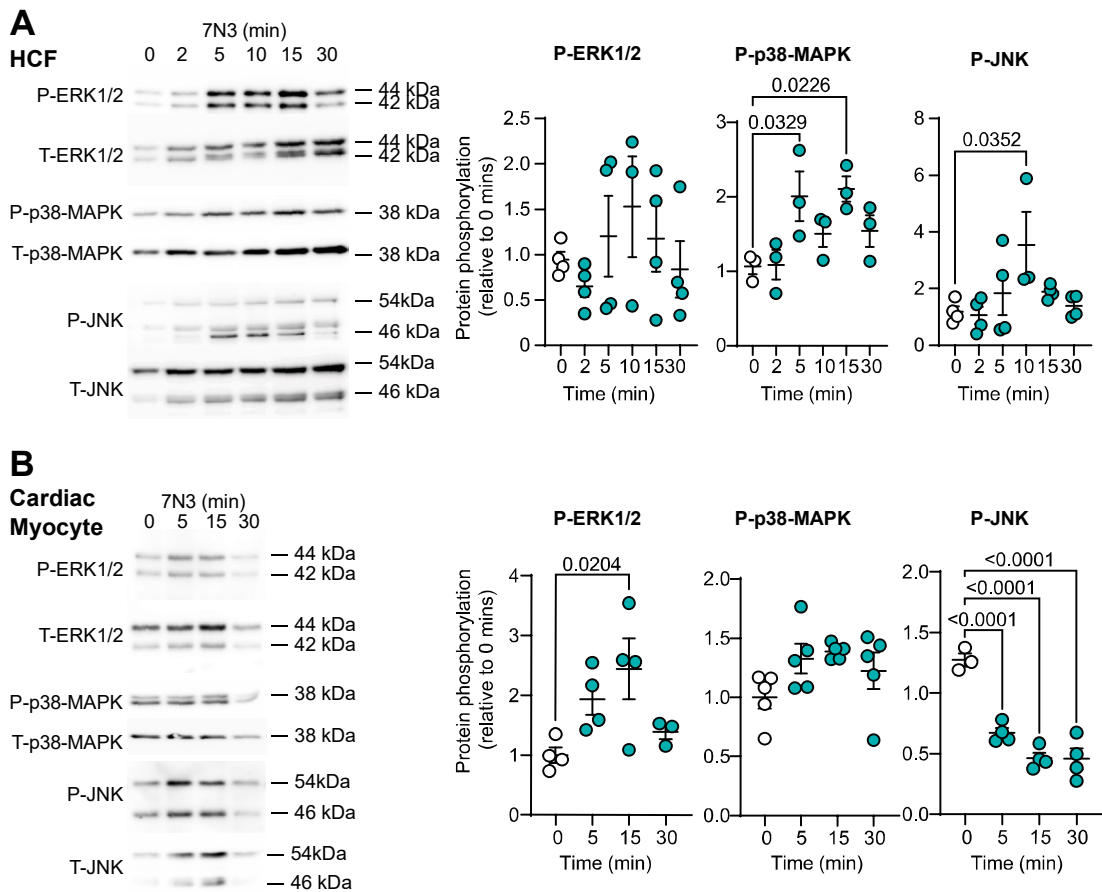 A
HCF
7N3 (min)
0 2 5 10 15 30
P-ERK1/2
44 kDa
42 kDa
T-ERK1/2
44 kDa
42 kDa
P-p38-MAPK
38 kDa
T-p38-MAPK
38 kDa
P-JNK
54kDa
46 kDa
T-JNK
54kDa
46 kDa
P-ERK1/2
Protein phosphorylation
(relative to 0 mins)
2.5
2.0
1.5
1.0
0.5
0
0 2 5 10 15 30
Time (min)
P-p38-MAPK
0.0226
0.0329
3
2
1
0
0 2 5 10 15 30
Time (min)
P-JNK
0.0352
8
6
4
2
0
0 2 5 10 15 30
Time (min)
B
Cardiac
Myocyte
7N3 (min)
0 5 15 30
P-ERK1/2
44 kDa
42 kDa
T-ERK1/2
44 kDa
42 kDa
P-p38-MAPK
38 kDa
T-p38-MAPK
38 kDa
P-JNK
54kDa
46 kDa
T-JNK
54kDa
46 kDa
P-ERK1/2
Protein phosphorylation
(relative to 0 mins)
0.0204
4
3
2
1
0
0 5 15 30
Time (min)
P-p38-MAPK
2.0
1.5
1.0
0.5
0.0
0 5 15 30
Time (min)
P-JNK
<0.0001
<0.0001
<0.0001
2.0
1.5
1.0
0.5
0.0
0 5 15 30
Time (min)